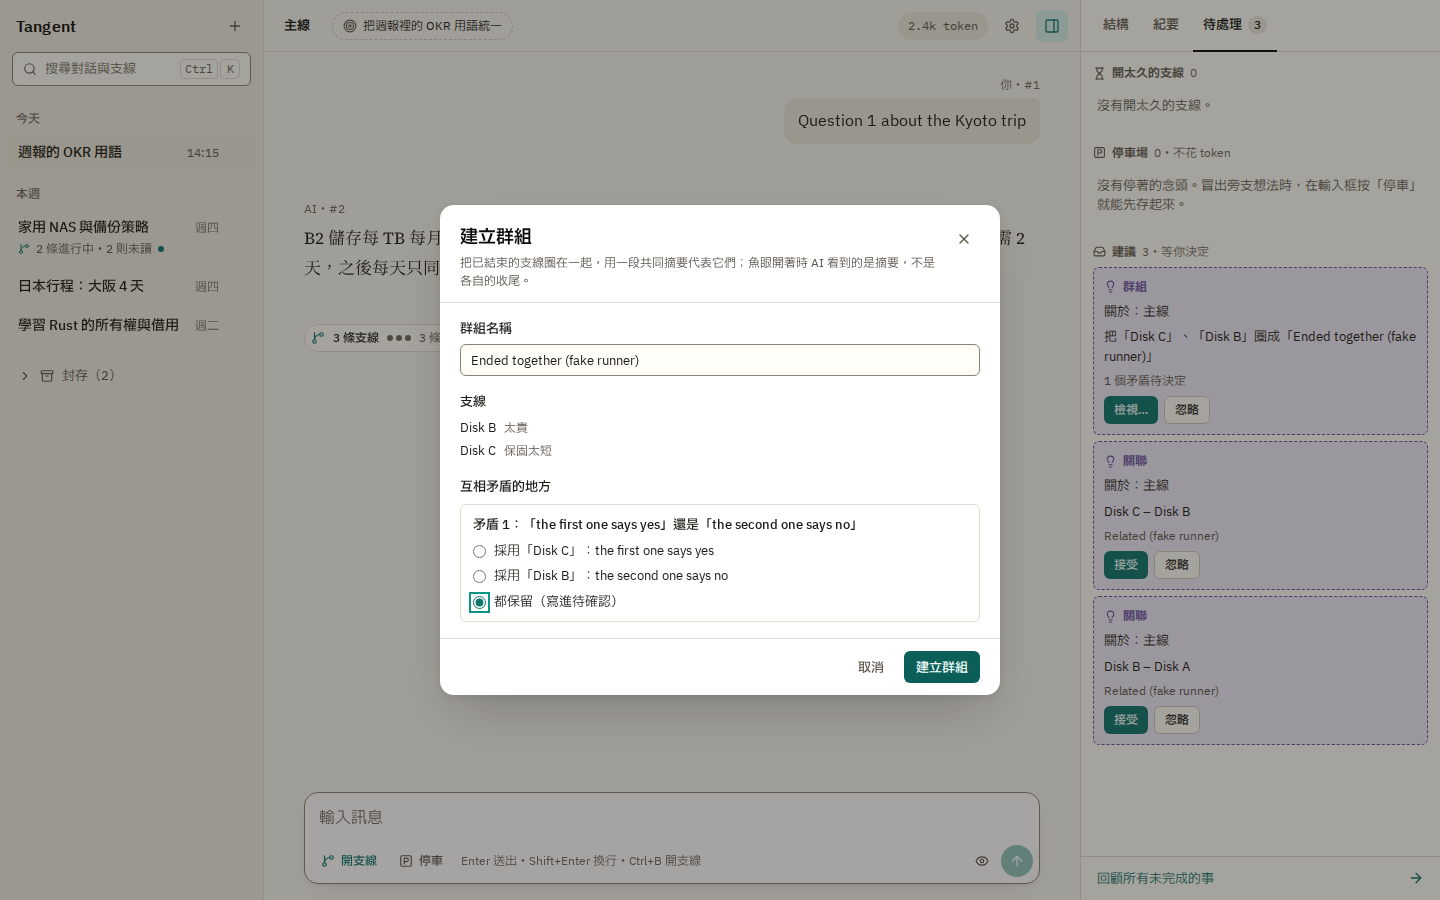 Tangent
搜尋對話與支線
Ctrl K
今天
週報的 OKR 用語 14:15
本週
家用 NAS 與備份策略 週四
2 條進行中・2 則未讀
日本行程：大阪 4 天 週四
學習 Rust 的所有權與借用 週二
封存（2）
主線
把週報裡的 OKR 用語統一
2.4k token
你・#1
Question 1 about the Kyoto trip
AI・#2
B2 儲存每 TB 每月
需 2
天，之後每天只同
3 條支線
3 條
建立群組
把已結束的支線圈在一起，用一段共同摘要代表它們；魚眼開著時 AI 看到的是摘要，不是
各自的收尾。
群組名稱
Ended together (fake runner)
支線
Disk B 太貴
Disk C 保固太短
互相矛盾的地方
矛盾 1：「the first one says yes」還是「the second one says no」
採用「Disk C」：the first one says yes
採用「Disk B」：the second one says no
都保留（寫進待確認）
取消
建立群組
輸入訊息
開支線
停車
Enter 送出・Shift+Enter 換行・Ctrl+B 開支線
結構
紀要
待處理 3
開太久的支線 0
沒有開太久的支線。
停車場 0・不花 token
沒有停著的念頭。冒出旁支想法時，在輸入框按「停車」
就能先存起來。
建議 3・等你決定
群組
關於：主線
把「Disk C」、「Disk B」圈成「Ended together (fake
runner)」
1 個矛盾待決定
檢視…
忽略
關聯
關於：主線
Disk C – Disk B
Related (fake runner)
接受
忽略
關聯
關於：主線
Disk B – Disk A
Related (fake runner)
接受
忽略
回顧所有未完成的事